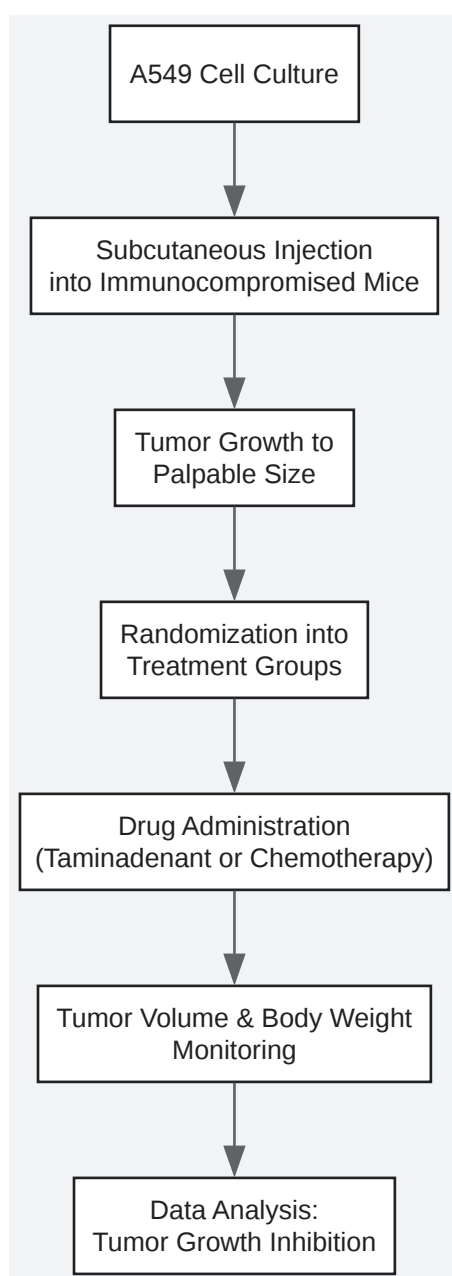 A549 Cell Culture
Subcutaneous Injection
into Immunocompromised Mice
Tumor Growth to
Palpable Size
Randomization into
Treatment Groups
Drug Administration
(Taminadenant or Chemotherapy)
Tumor Volume & Body Weight
Monitoring
Data Analysis:
Tumor Growth Inhibition